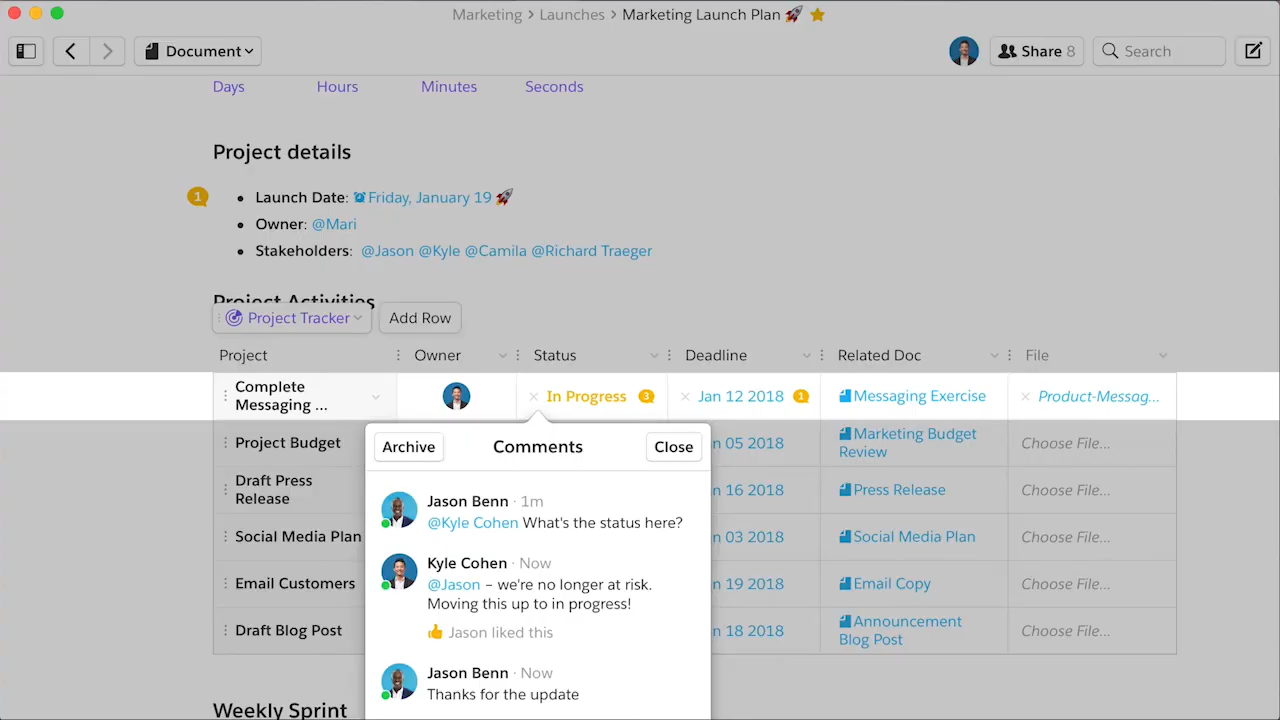 Marketing > Launches > Marketing Launch Plan 🚀
Document
Share 8
Search
Days Hours Minutes Seconds
Project details
1
• Launch Date: Friday, January 19 🚀
• Owner: @Mari
• Stakeholders: @Jason @Kyle @Camila @Richard Traeger
Project Activities
Project Tracker Add Row
Project Owner Status Deadline Related Doc File
Complete
Messaging ...
In Progress 3
Jan 12 2018 1
Messaging Exercise
Product-Messag...
Project Budget
n 05 2018
Marketing Budget
Review
Choose File...
Draft Press
Release
n 16 2018
Press Release
Choose File...
Social Media Plan
n 03 2018
Social Media Plan
Choose File...
Email Customers
n 19 2018
Email Copy
Choose File...
Draft Blog Post
n 18 2018
Announcement
Blog Post
Choose File...
Archive Comments Close
Jason Benn · 1m
@Kyle Cohen What's the status here?
Kyle Cohen · Now
@Jason – we're no longer at risk.
Moving this up to in progress!
👍 Jason liked this
Jason Benn · Now
Thanks for the update
Weekly Sprint